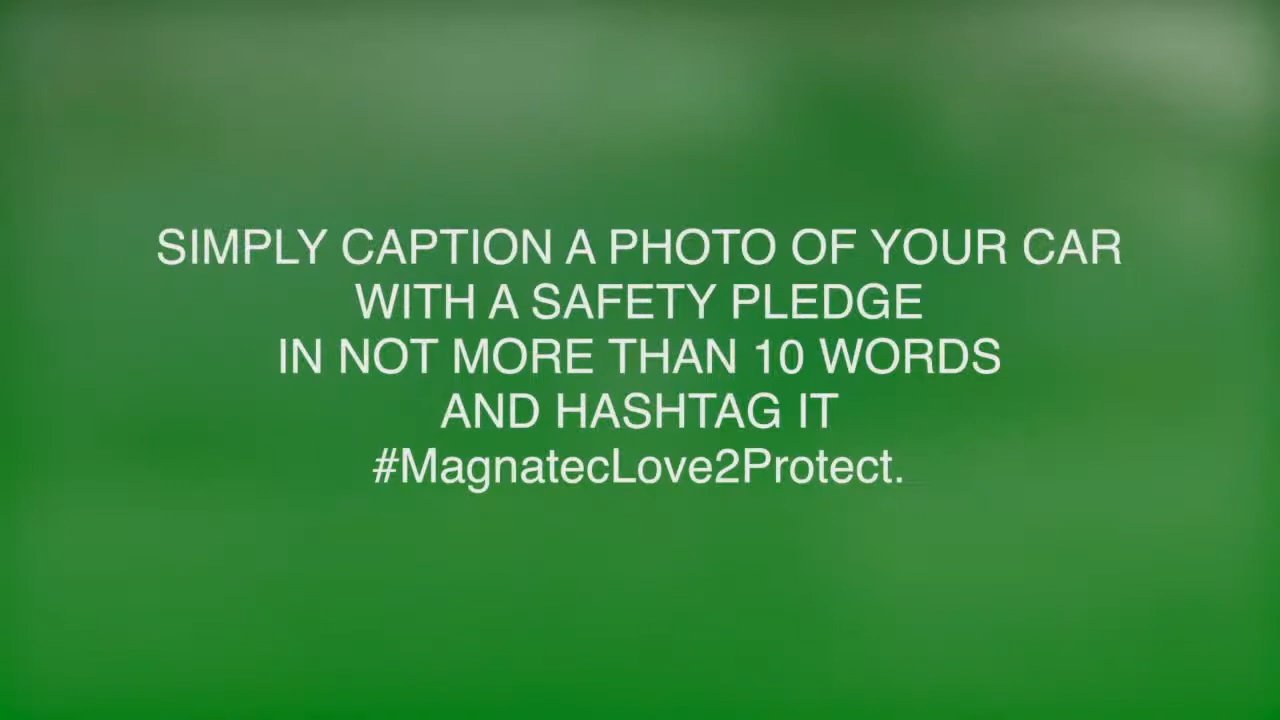 SIMPLY CAPTION A PHOTO OF YOUR CAR
WITH A SAFETY PLEDGE
IN NOT MORE THAN 10 WORDS
AND HASHTAG IT
#MagnatecLove2Protect.